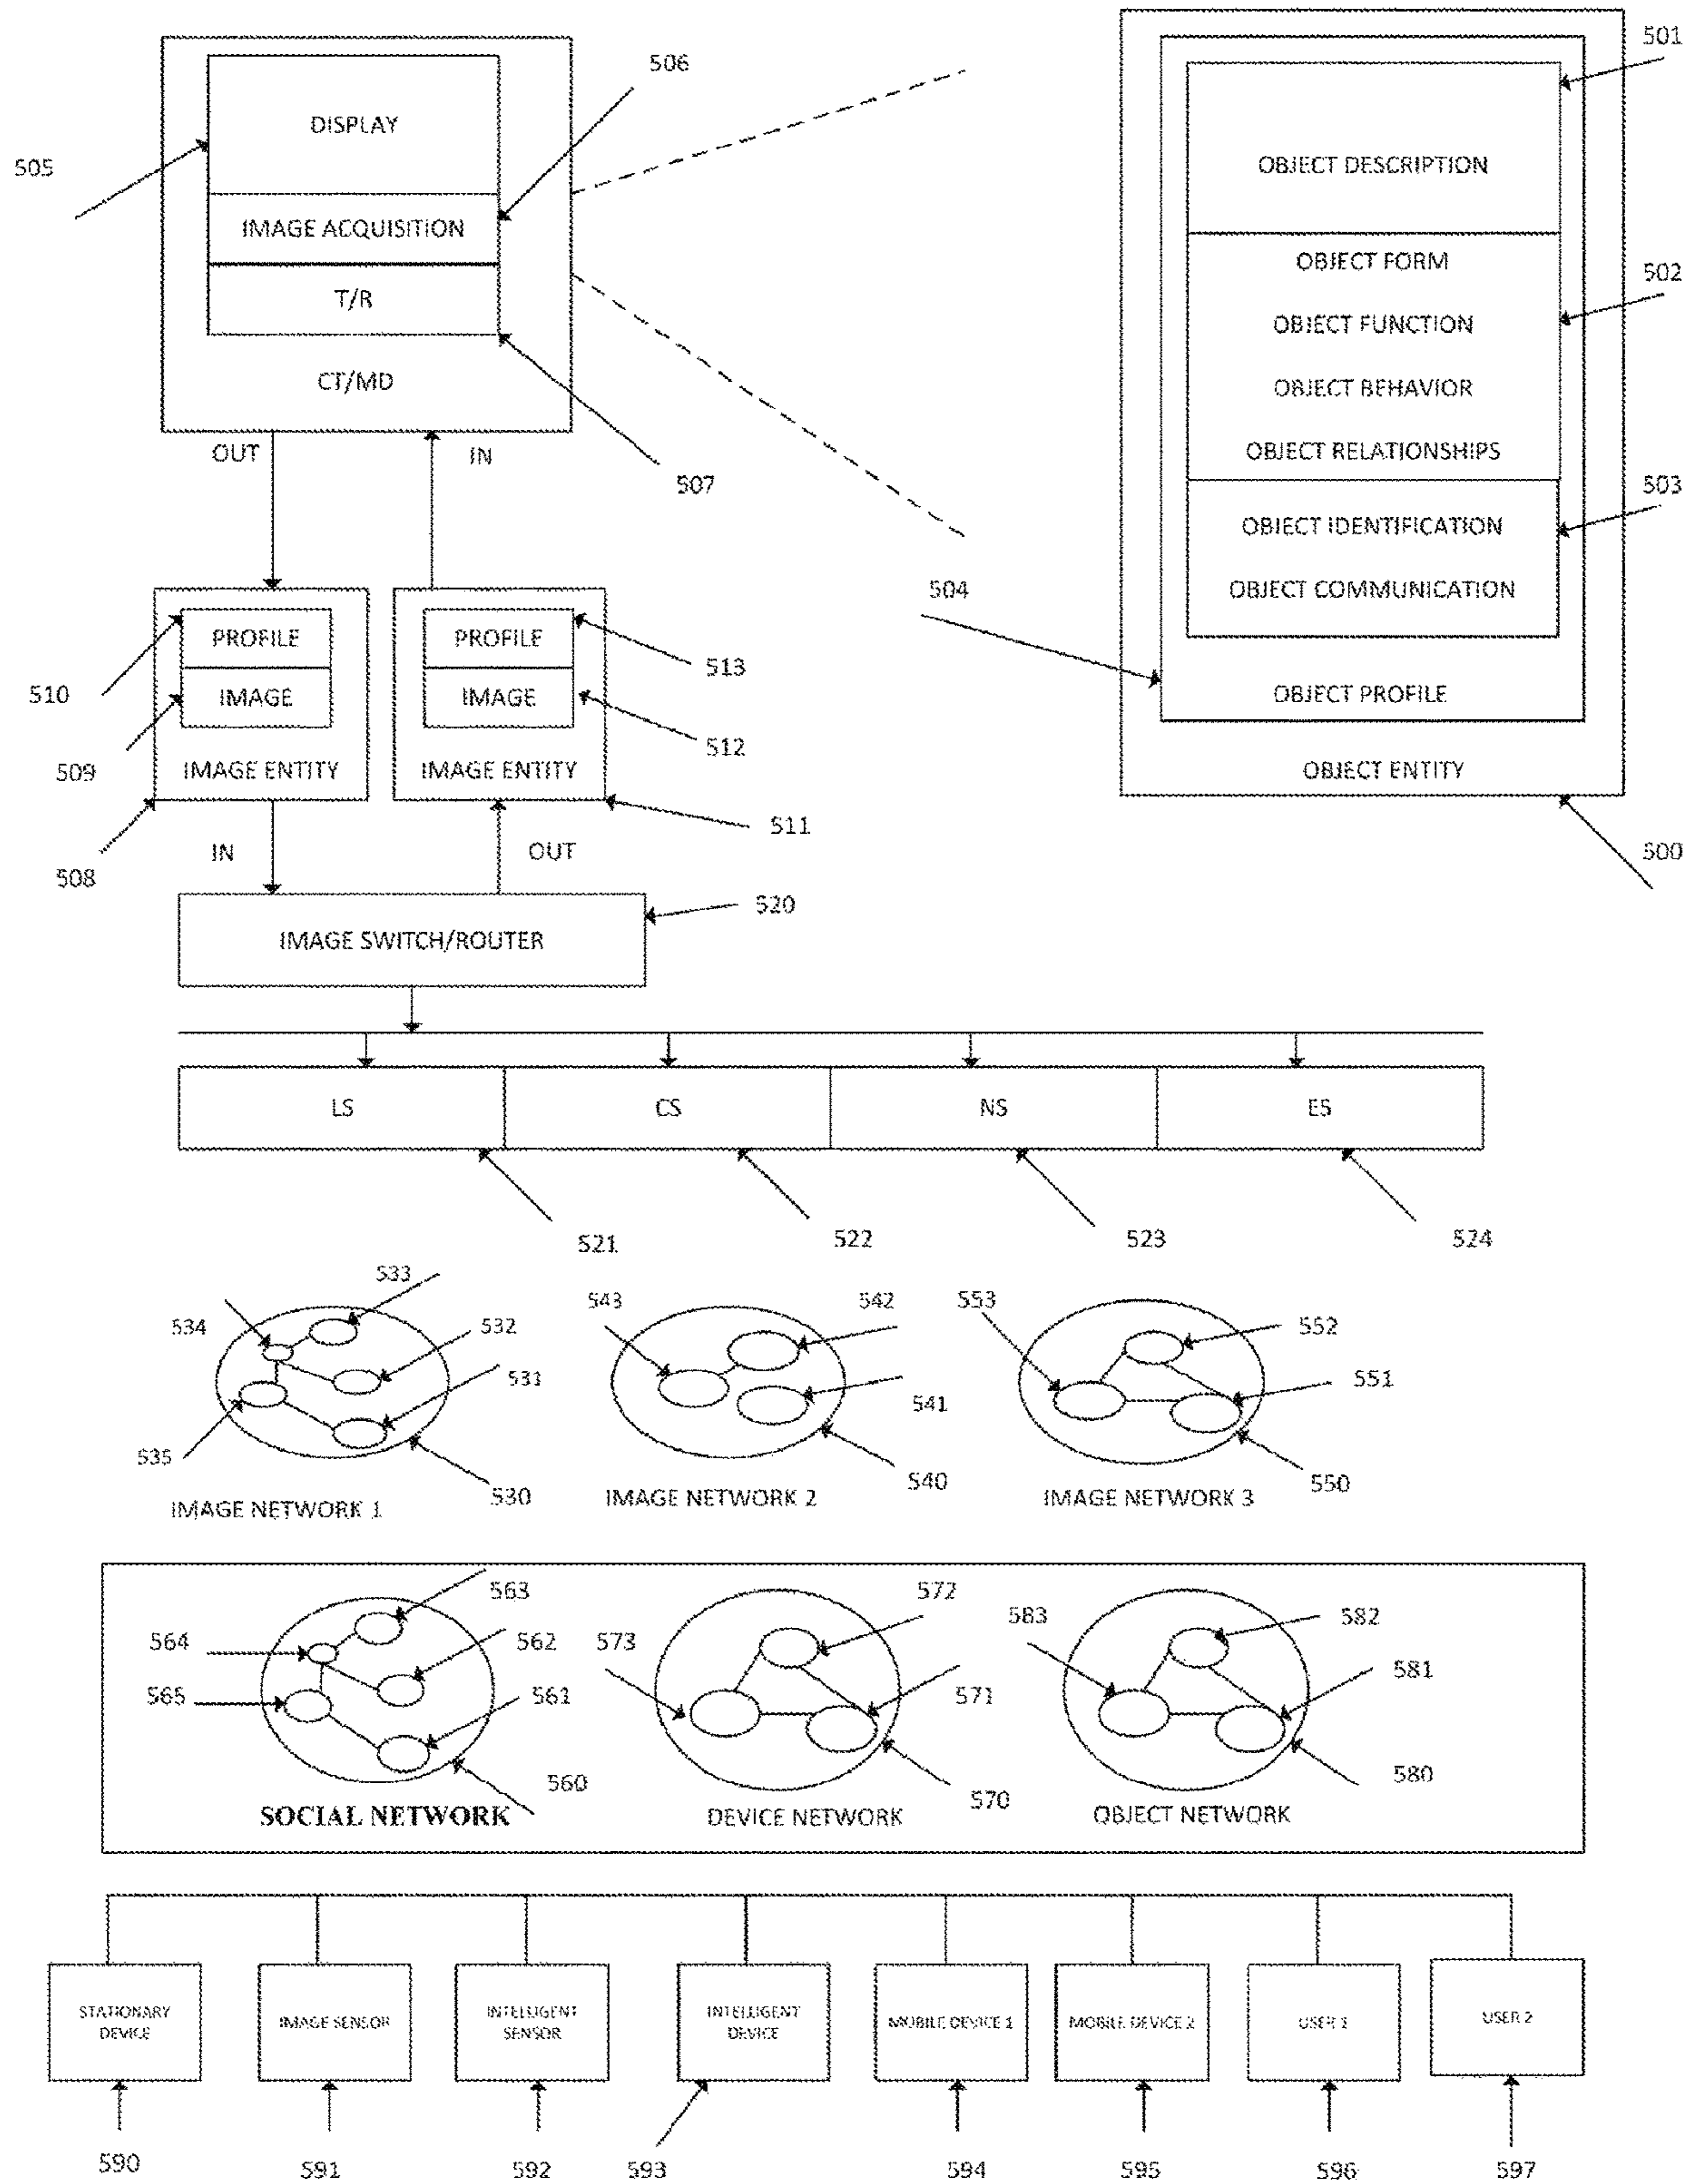 501
506
DISPLAY
505
OBJECT DESCRIPTION
IMAGE ACQUISITION
OBJECT FORM
502
T/R
OBJECT FUNCTION
CT/MD
OBJECT BEHAVIOR
OUT
IN
OBJECT RELATIONSHIPS
507
503
OBJECT IDENTIFICATION
504
OBJECT COMMUNICATION
PROFILE
PROFILE
513
510
IMAGE
IMAGE
OBJECT PROFILE
512
509
IMAGE ENTITY
IMAGE ENTITY
OBJECT ENTITY
511
IN
OUT
500
508
520
IMAGE SWITCH/ROUTER
LS
CS
NS
ES
521
522
523
524
533
543
542
553
534
532
552
531
551
541
535
540
550
530
IMAGE NETWORK 1
IMAGE NETWORK 2
IMAGE NETWORK 3
563
572
583
582
564
562
573
581
565
561
571
560
580
570
SOCIAL NETWORK
DEVICE NETWORK
OBJECT NETWORK
STATIONARY
DEVICE
IMAGE SENSOR
INTELLIGENT
SENSOR
INTELLIGENT
DEVICE
MOBILE DEVICE 1
MOBILE DEVICE 2
USER 1
USER 2
590
591
592
593
594
595
596
597